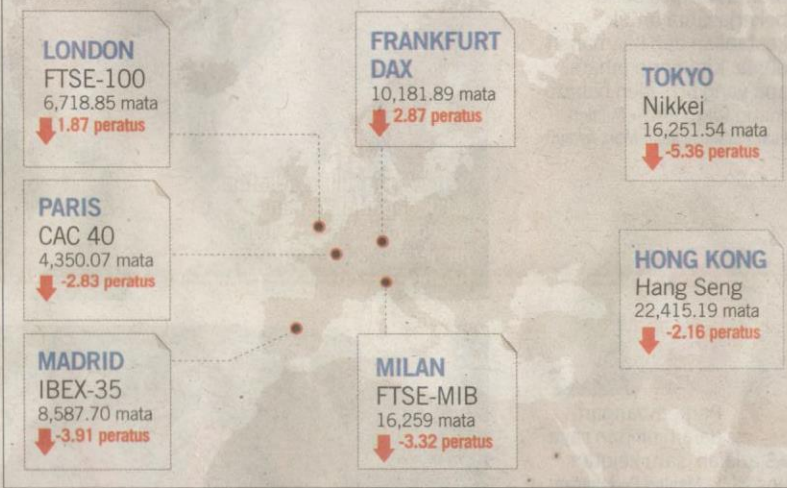 LONDON
FTSE-100
6,718.85 mata
1.87 peratus
FRANKFURT
DAX
10,181.89 mata
2.87 peratus
TOKYO
Nikkei
16,251.54 mata
-5.36 peratus
PARIS
CAC 40
4,350.07 mata
-2.83 peratus
HONG KONG
Hang Seng
22,415.19 mata
-2.16 peratus
MADRID
IBEX-35
8,587.70 mata
-3.91 peratus
MILAN
FTSE-MIB
16,259 mata
-3.32 peratus